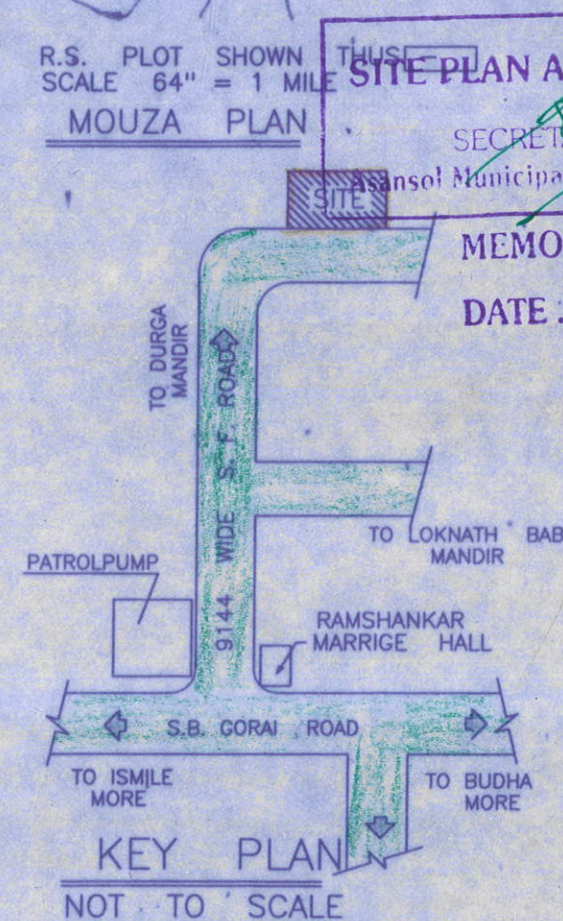 R.S. PLOT SHOWN THUS
SCALE 64" = 1 MILE
MOUZA PLAN
SITE PLAN A
SECRET
Asansol Municipa
SITE
MEMO
DATE :
TO DURGA
MANDIR
9144 WIDE S. F. ROAD
TO LOKNATH BAB
MANDIR
PATROLPUMP
RAMSHANKAR
MARRIGE HALL
S.B. GORAI ROAD
TO ISMILE
MORE
TO BUDHA
MORE
KEY PLAN
NOT TO SCALE